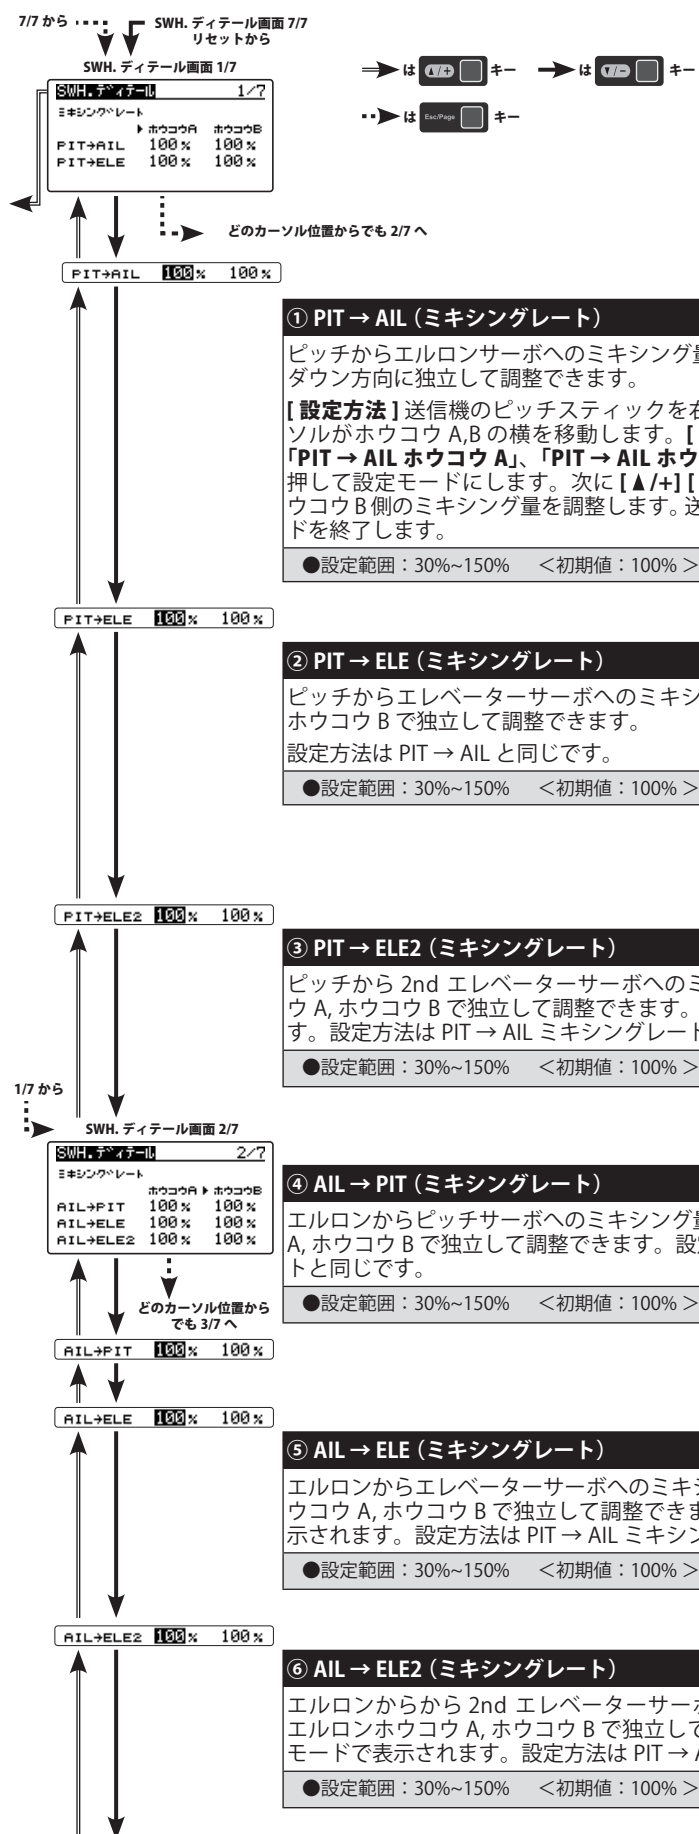 7/7 から
SWH. ディテール画面 7/7
リセットから
は ▲/+ キー
は ▼/- キー
は Esc/Page キー
SWH. ディテール画面 1/7
SWH.ディテール 1/7
ミキシングレート
ホウコウA ホウコウB
PIT→AIL 100% 100%
PIT→ELE 100% 100%
どのカーソル位置からでも 2/7 へ
PIT→AIL 100% 100%
① PIT → AIL（ミキシングレート）
ピッチからエルロンサーボへのミキシング
ダウン方向に独立して調整できます。
[ 設定方法 ] 送信機のピッチスティックを
ソルがホウコウ A,B の横を移動します。[
「PIT → AIL ホウコウ A」、「PIT → AIL ホウ
押して設定モードにします。次に [▲/+] [
ウコウ B 側のミキシング量を調整します。
ドを終了します。
●設定範囲：30%~150% ＜初期値：100% ＞
PIT→ELE 100% 100%
② PIT → ELE（ミキシングレート）
ピッチからエレベーターサーボへのミキシ
ホウコウ B で独立して調整できます。
設定方法は PIT → AIL と同じです。
●設定範囲：30%~150% ＜初期値：100% ＞
PIT→ELE2 100% 100%
③ PIT → ELE2（ミキシングレート）
ピッチから 2nd エレベーターサーボへの
ウ A, ホウコウ B で独立して調整できます。
す。設定方法は PIT → AIL ミキシングレー
●設定範囲：30%~150% ＜初期値：100% ＞
1/7 から
SWH. ディテール画面 2/7
SWH.ディテール 2/7
ミキシングレート
ホウコウA ホウコウB
AIL→PIT 100% 100%
AIL→ELE 100% 100%
AIL→ELE2 100% 100%
どのカーソル位置から
でも 3/7 へ
④ AIL → PIT（ミキシングレート）
エルロンからピッチサーボへのミキシング
A, ホウコウ B で独立して調整できます。設
トと同じです。
●設定範囲：30%~150% ＜初期値：100% ＞
AIL→PIT 100% 100%
AIL→ELE 100% 100%
⑤ AIL → ELE（ミキシングレート）
エルロンからエレベーターサーボへのミキ
ウコウ A, ホウコウ B で独立して調整できま
示されます。設定方法は PIT → AIL ミキシン
●設定範囲：30%~150% ＜初期値：100% ＞
AIL→ELE2 100% 100%
⑥ AIL → ELE2（ミキシングレート）
エルロンからから 2nd エレベーターサー
エルロンホウコウ A, ホウコウ B で独立して
モードで表示されます。設定方法は PIT →
●設定範囲：30%~150% ＜初期値：100% ＞